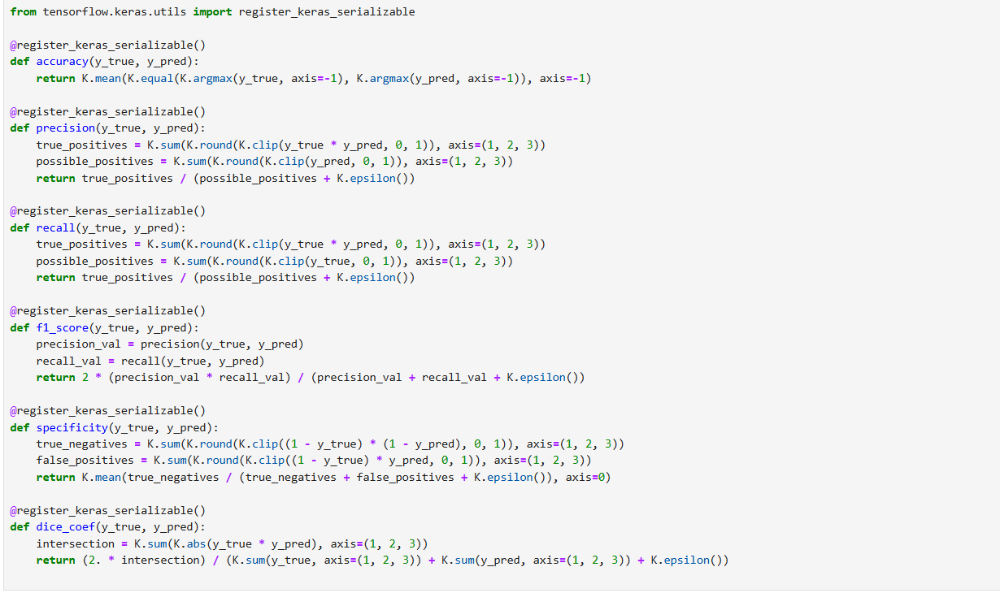 from tensorflow.keras.utils import register_keras_serializable
@register_keras_serializable()
def accuracy(y_true, y_pred):
    return K.mean(K.equal(K.argmax(y_true, axis=-1), K.argmax(y_pred, axis=-1)), axis=-1)
@register_keras_serializable()
def precision(y_true, y_pred):
    true_positives = K.sum(K.round(K.clip(y_true * y_pred, 0, 1)), axis=(1, 2, 3))
    possible_positives = K.sum(K.round(K.clip(y_pred, 0, 1)), axis=(1, 2, 3))
    return true_positives / (possible_positives + K.epsilon())
@register_keras_serializable()
def recall(y_true, y_pred):
    true_positives = K.sum(K.round(K.clip(y_true * y_pred, 0, 1)), axis=(1, 2, 3))
    possible_positives = K.sum(K.round(K.clip(y_true, 0, 1)), axis=(1, 2, 3))
    return true_positives / (possible_positives + K.epsilon())
@register_keras_serializable()
def f1_score(y_true, y_pred):
    precision_val = precision(y_true, y_pred)
    recall_val = recall(y_true, y_pred)
    return 2 * (precision_val * recall_val) / (precision_val + recall_val + K.epsilon())
@register_keras_serializable()
def specificity(y_true, y_pred):
    true_negatives = K.sum(K.round(K.clip((1 - y_true) * (1 - y_pred), 0, 1)), axis=(1, 2, 3))
    false_positives = K.sum(K.round(K.clip((1 - y_true) * y_pred, 0, 1)), axis=(1, 2, 3))
    return K.mean(true_negatives / (true_negatives + false_positives + K.epsilon()), axis=0)
@register_keras_serializable()
def dice_coef(y_true, y_pred):
    intersection = K.sum(K.abs(y_true * y_pred), axis=(1, 2, 3))
    return (2. * intersection) / (K.sum(y_true, axis=(1, 2, 3)) + K.sum(y_pred, axis=(1, 2, 3)) + K.epsilon())